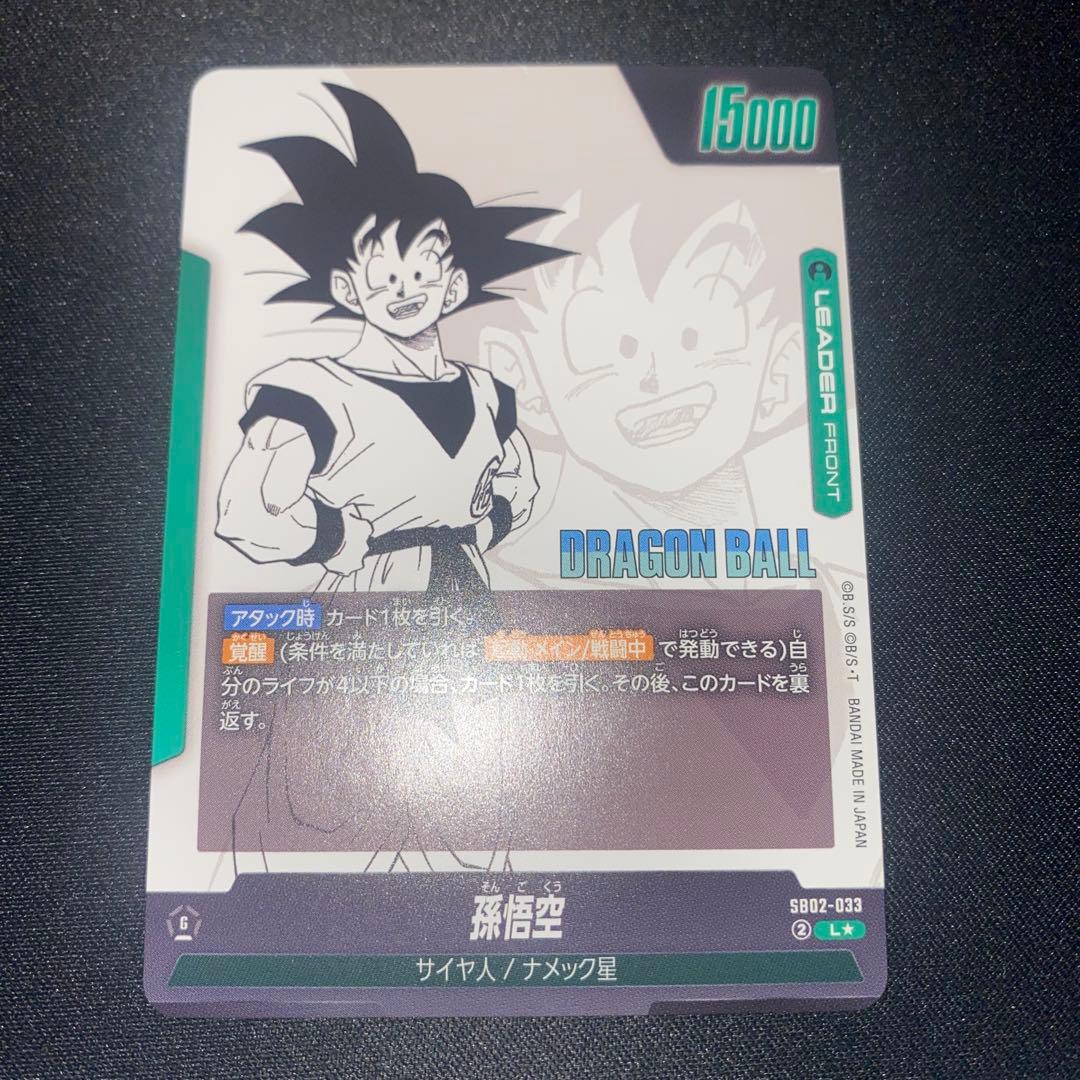 15000
LEADER FRONT
DRAGON BALL
アタック時 カード1枚を引く。
覚醒 (条件を満たしていれば 起動メイン/戦闘中 で発動できる)自
分のライフが4以下の場合、カード1枚を引く。その後、このカードを裏
返す。
©B.S/S ©B/S・T BANDAI MADE IN JAPAN
そんごくう
孫悟空
G
SB02-033
② L★
サイヤ人 / ナメック星